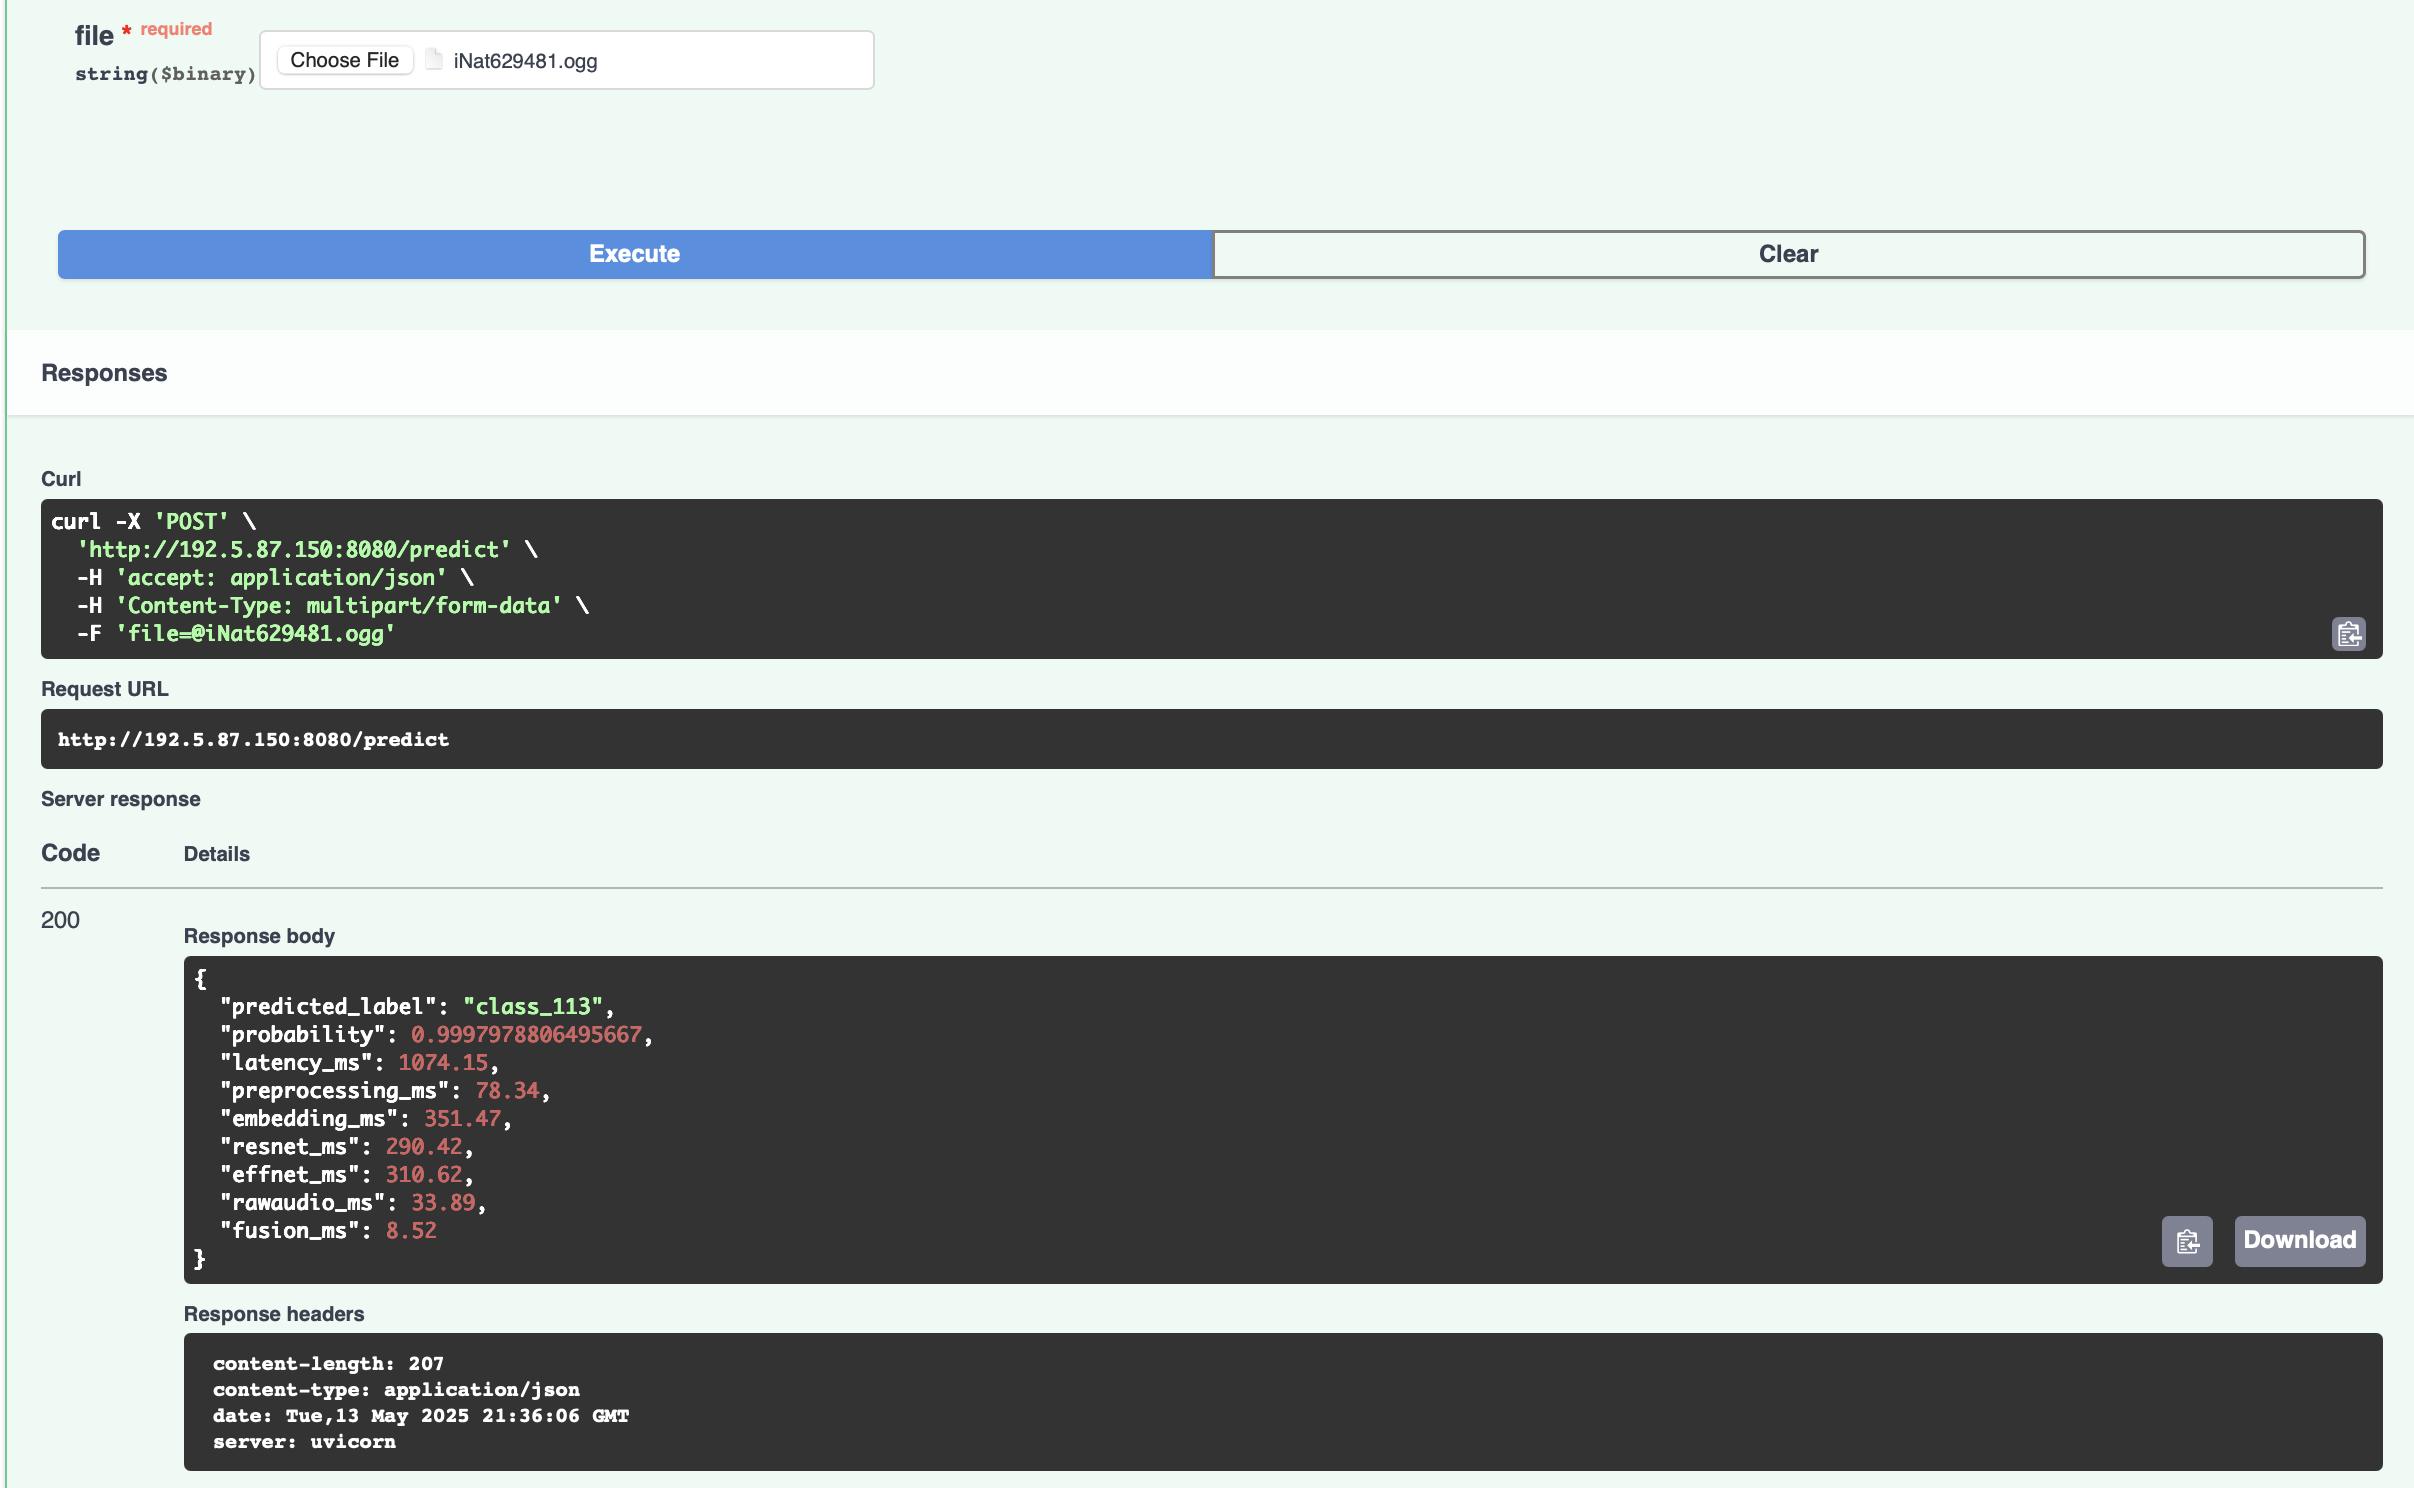 file * required
string($binary)
Choose File iNat629481.ogg
Execute
Clear
Responses
Curl
curl -X 'POST' \
  'http://192.5.87.150:8080/predict' \
  -H 'accept: application/json' \
  -H 'Content-Type: multipart/form-data' \
  -F 'file=@iNat629481.ogg'
Request URL
http://192.5.87.150:8080/predict
Server response
Code Details
200
Response body
{
  "predicted_label": "class_113",
  "probability": 0.9997978806495667,
  "latency_ms": 1074.15,
  "preprocessing_ms": 78.34,
  "embedding_ms": 351.47,
  "resnet_ms": 290.42,
  "effnet_ms": 310.62,
  "rawaudio_ms": 33.89,
  "fusion_ms": 8.52
}
Download
Response headers
content-length: 207
content-type: application/json
date: Tue,13 May 2025 21:36:06 GMT
server: uvicorn